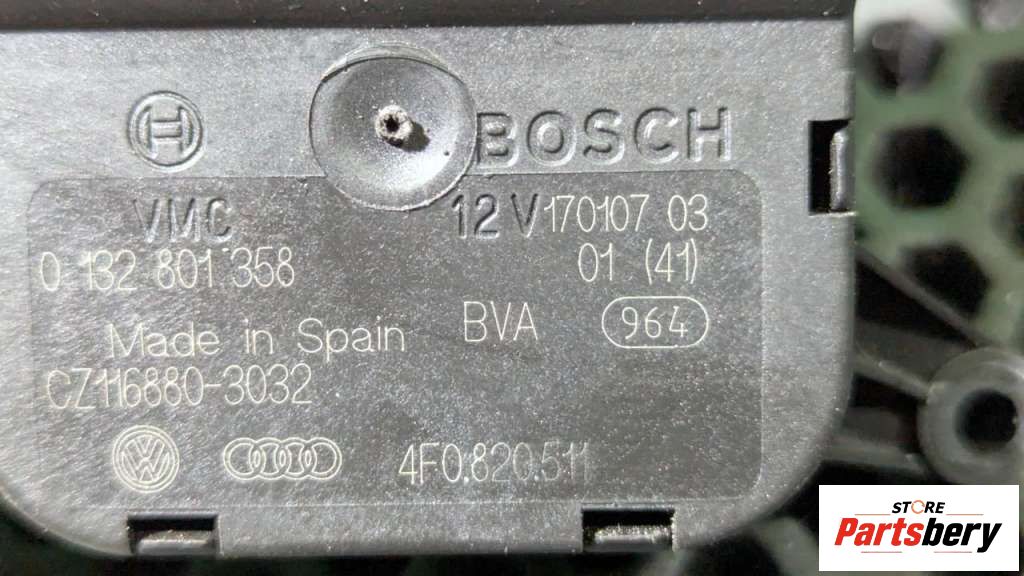 BOSCH
VMC 12V 170107 03
0 132 801 358 01 (41)
BVA 964
Made in Spain
CZ116880-3032
4F0.820.511
STORE
Partsbery